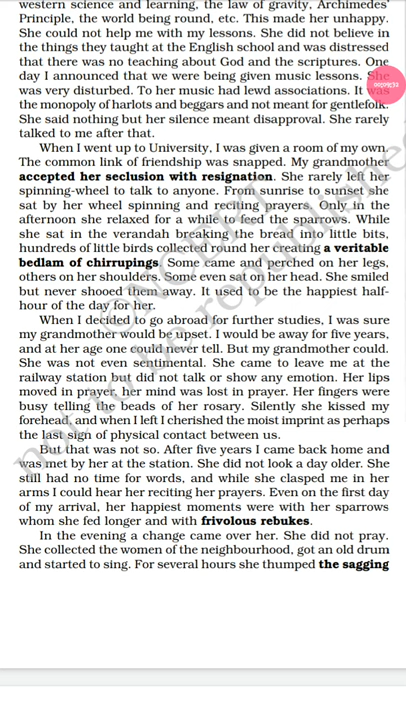 western science and learning, the law of gravity, Archimedes'
Principle, the world being round, etc. This made her unhappy.
She could not help me with my lessons. She did not believe in
the things they taught at the English school and was distressed
that there was no teaching about God and the scriptures. One
day I announced that we were being given music lessons. She
was very disturbed. To her music had lewd associations. It was
the monopoly of harlots and beggars and not meant for gentlefolk.
She said nothing but her silence meant disapproval. She rarely
talked to me after that.
When I went up to University, I was given a room of my own.
The common link of friendship was snapped. My grandmother
accepted her seclusion with resignation. She rarely left her
spinning-wheel to talk to anyone. From sunrise to sunset she
sat by her wheel spinning and reciting prayers. Only in the
afternoon she relaxed for a while to feed the sparrows. While
she sat in the verandah breaking the bread into little bits,
hundreds of little birds collected round her creating a veritable
bedlam of chirrupings. Some came and perched on her legs,
others on her shoulders. Some even sat on her head. She smiled
but never shooed them away. It used to be the happiest half-
hour of the day for her.
When I decided to go abroad for further studies, I was sure
my grandmother would be upset. I would be away for five years,
and at her age one could never tell. But my grandmother could.
She was not even sentimental. She came to leave me at the
railway station but did not talk or show any emotion. Her lips
moved in prayer, her mind was lost in prayer. Her fingers were
busy telling the beads of her rosary. Silently she kissed my
forehead, and when I left I cherished the moist imprint as perhaps
the last sign of physical contact between us.
But that was not so. After five years I came back home and
was met by her at the station. She did not look a day older. She
still had no time for words, and while she clasped me in her
arms I could hear her reciting her prayers. Even on the first day
of my arrival, her happiest moments were with her sparrows
whom she fed longer and with frivolous rebukes.
In the evening a change came over her. She did not pray.
She collected the women of the neighbourhood, got an old drum
and started to sing. For several hours she thumped the sagging
© NCERT
not to be republished